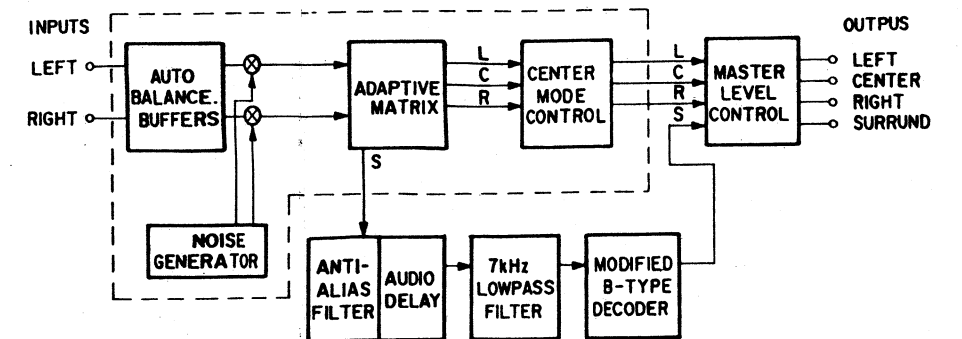 INPUTS
LEFT
RIGHT
AUTO
BALANCE.
BUFFERS
NOISE
GENERATOR
ADAPTIVE
MATRIX
L
C
R
S
CENTER
MODE
CONTROL
L
C
R
S
MASTER
LEVEL
CONTROL
OUTPUS
LEFT
CENTER
RIGHT
SURRUND
ANTI-
ALIAS
FILTER
AUDIO
DELAY
7kHz
LOWPASS
FILTER
MODIFIED
B-TYPE
DECODER